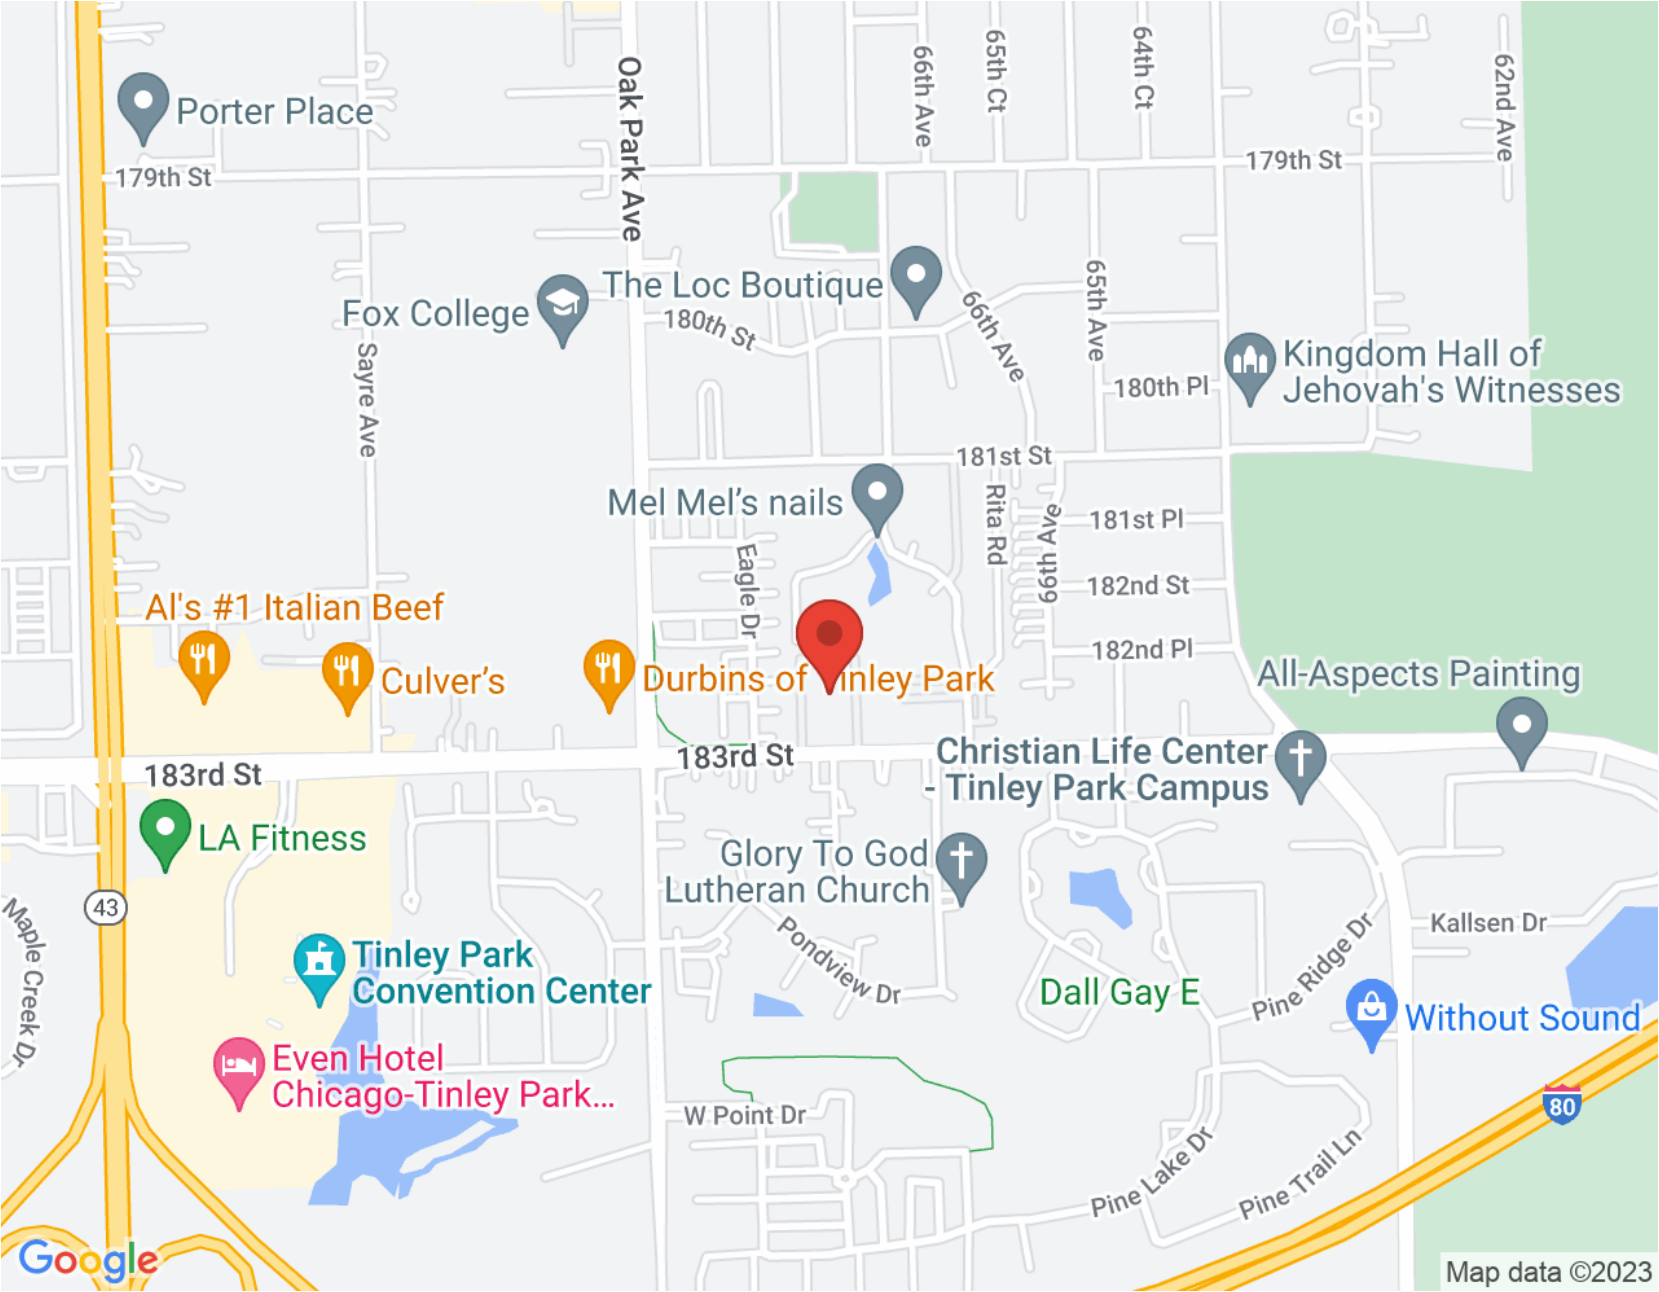 Oak Park Ave
66th Ave
65th Ct
64th Ct
62nd Ave
Porter Place
179th St
179th St
The Loc Boutique
Fox College
180th St
66th Ave
65th Ave
Sayre Ave
Kingdom Hall of
Jehovah's Witnesses
180th Pl
181st St
Mel Mel's nails
Rita Rd
66th Ave
181st Pl
Eagle Dr
182nd St
Al's #1 Italian Beef
182nd Pl
Culver's
Durbins of Tinley Park
All-Aspects Painting
183rd St
183rd St
Christian Life Center
- Tinley Park Campus
LA Fitness
Glory To God
Lutheran Church
43
Maple Creek Dr
Pondview Dr
Kallsen Dr
Pine Ridge Dr
Tinley Park
Convention Center
Dall Gay E
Without Sound
Even Hotel
Chicago-Tinley Park...
80
W Point Dr
Pine Lake Dr
Pine Trail Ln
Google
Map data ©2023